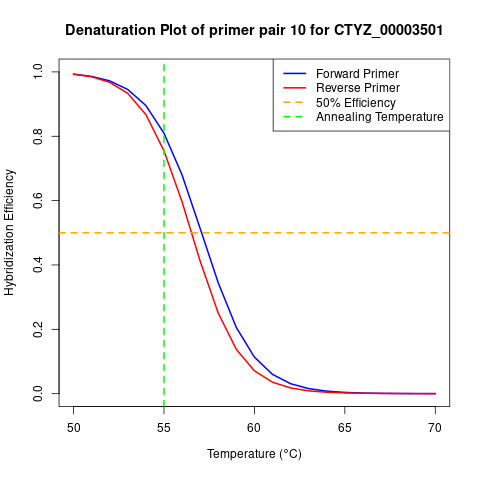 Denaturation Plot of primer pair 10 for CTYZ_00003501
Forward Primer
Reverse Primer
50% Efficiency
Annealing Temperature
Hybridization Efficiency
1.0
0.8
0.6
0.4
0.2
0.0
50 55 60 65 70
Temperature (°C)